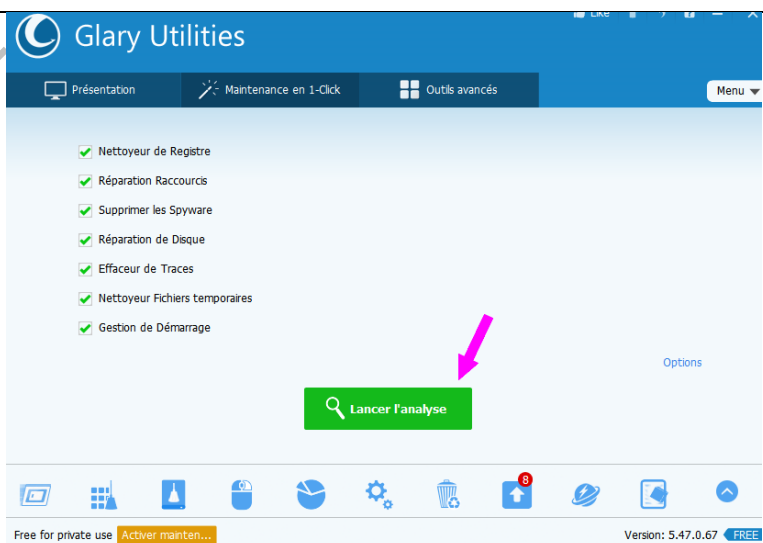 Like
Glary Utilities
Présentation
Maintenance en 1-Click
Outils avancés
Menu
Nettoyeur de Registre
Réparation Raccourcis
Supprimer les Spyware
Réparation de Disque
Effaceur de Traces
Nettoyeur Fichiers temporaires
Gestion de Démarrage
Options
Lancer l'analyse
8
Free for private use Activer mainten... Version: 5.47.0.67 FREE